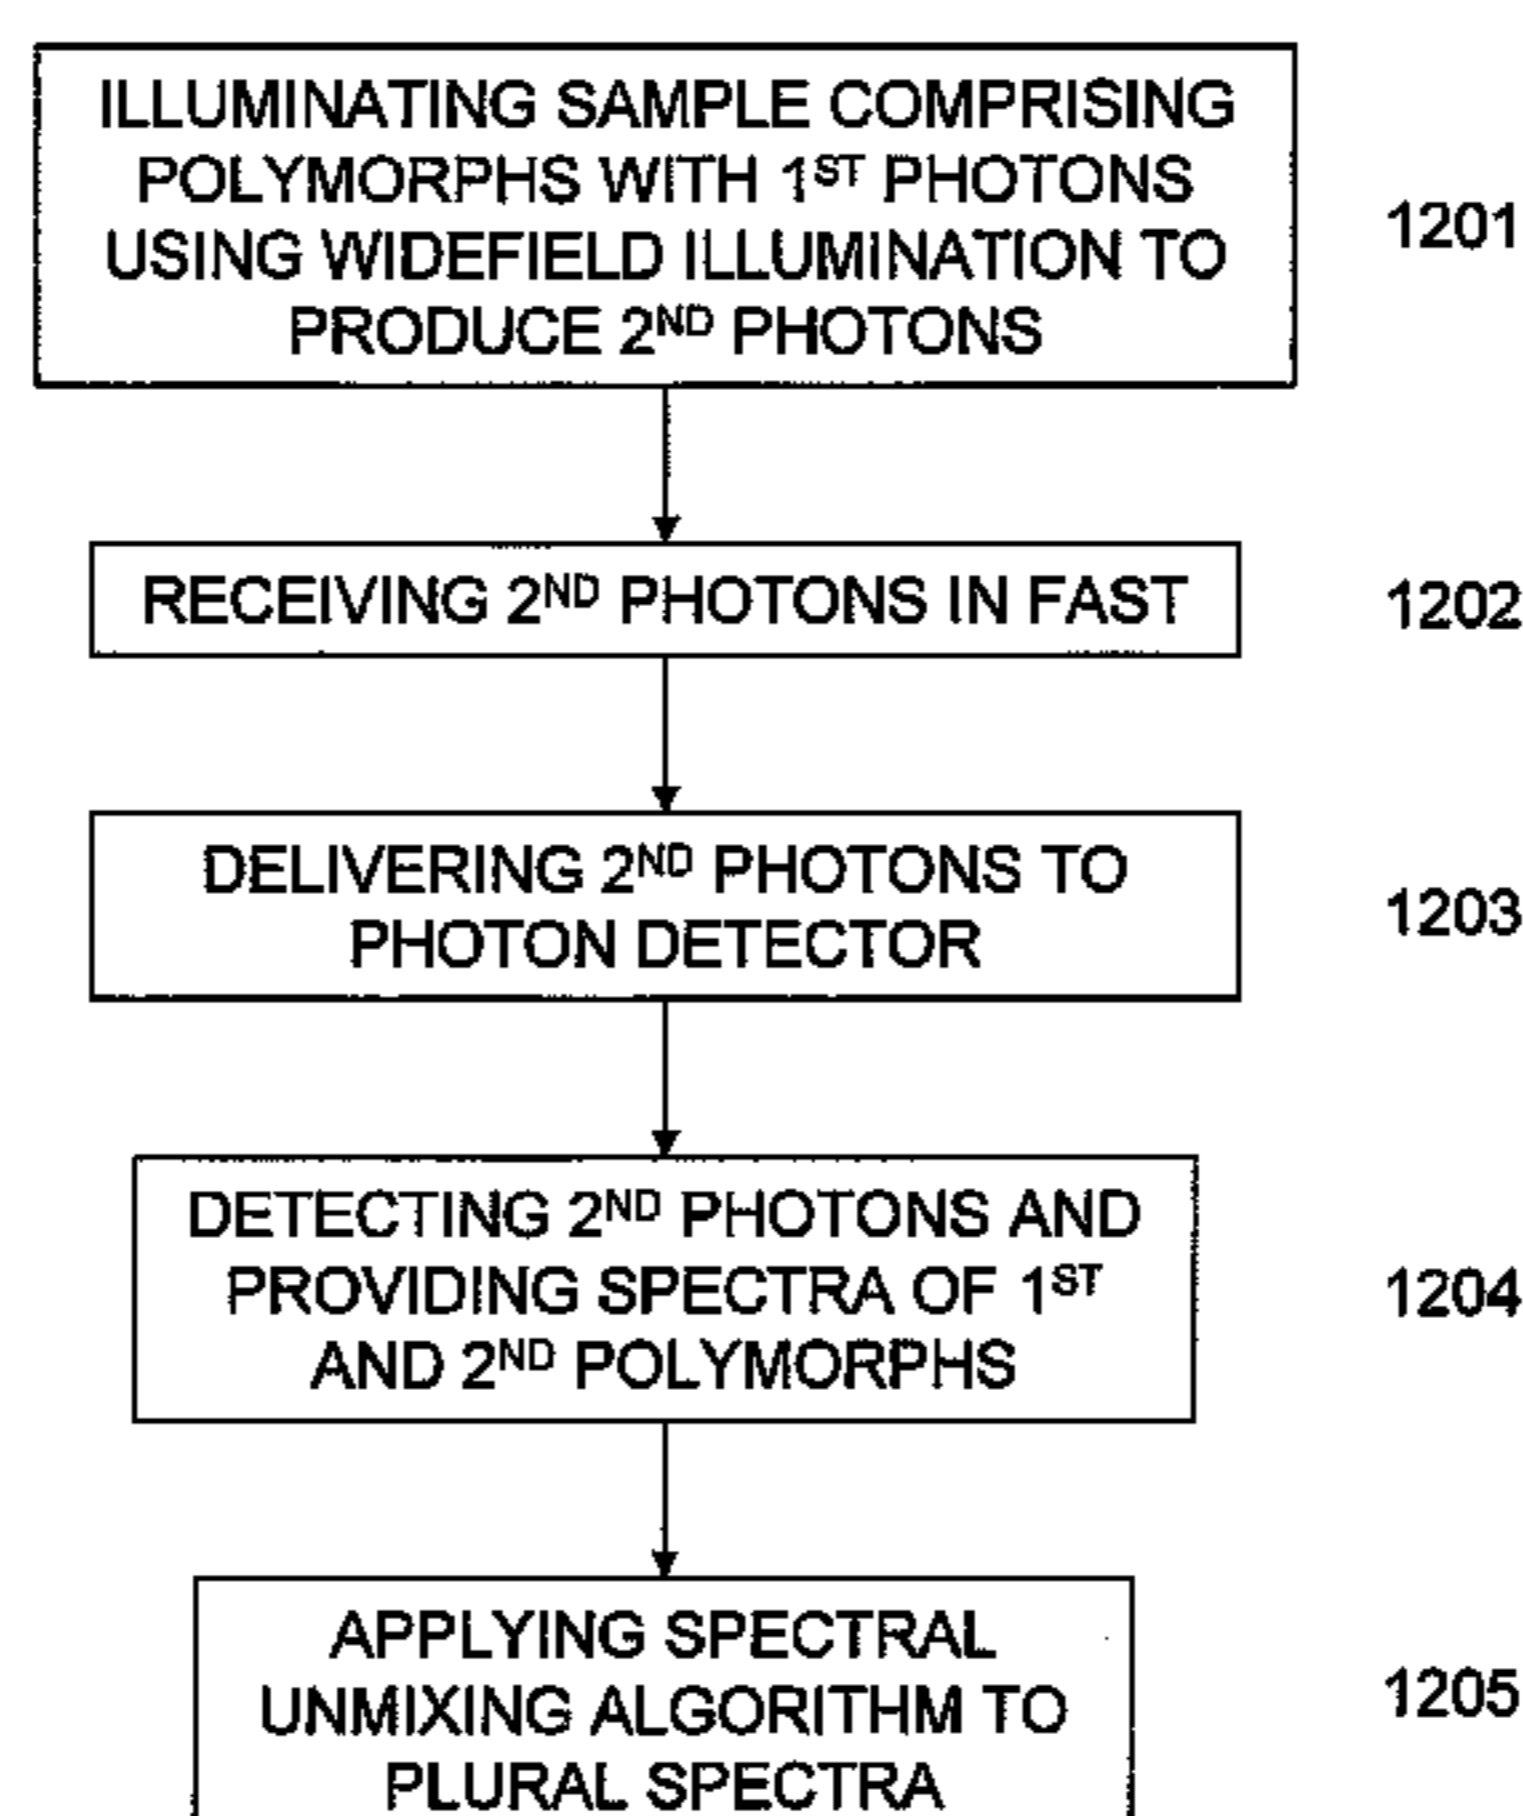 ILLUMINATING SAMPLE COMPRISING
POLYMORPHS WITH 1ST PHOTONS
USING WIDEFIELD ILLUMINATION TO
PRODUCE 2ND PHOTONS
1201
RECEIVING 2ND PHOTONS IN FAST
1202
DELIVERING 2ND PHOTONS TO
PHOTON DETECTOR
1203
DETECTING 2ND PHOTONS AND
PROVIDING SPECTRA OF 1ST
AND 2ND POLYMORPHS
1204
APPLYING SPECTRAL
UNMIXING ALGORITHM TO
PLURAL SPECTRA
1205